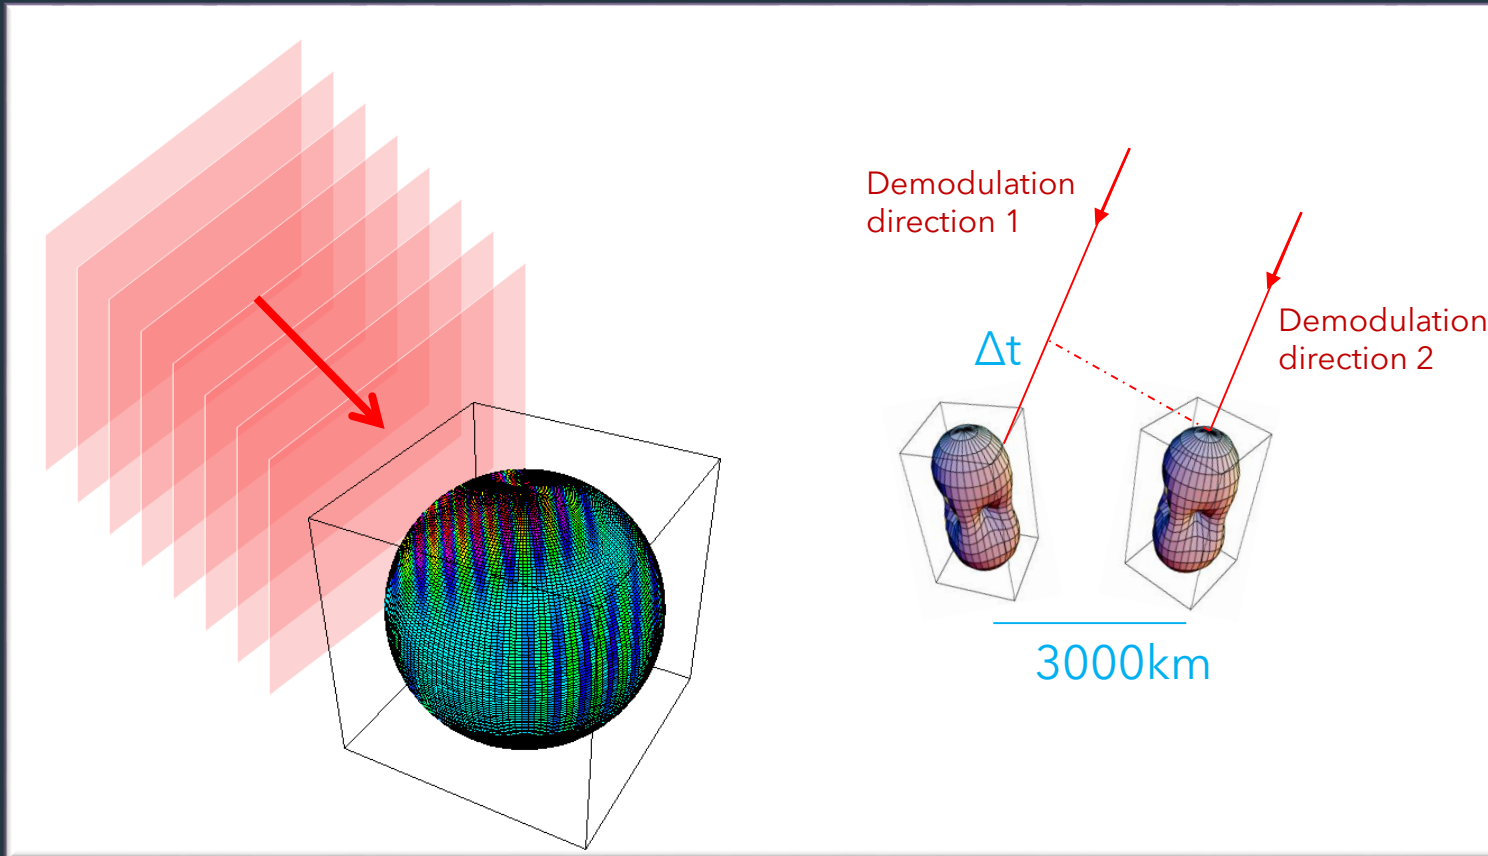 Demodulation
direction 1
Demodulation
direction 2
Δt
3000km